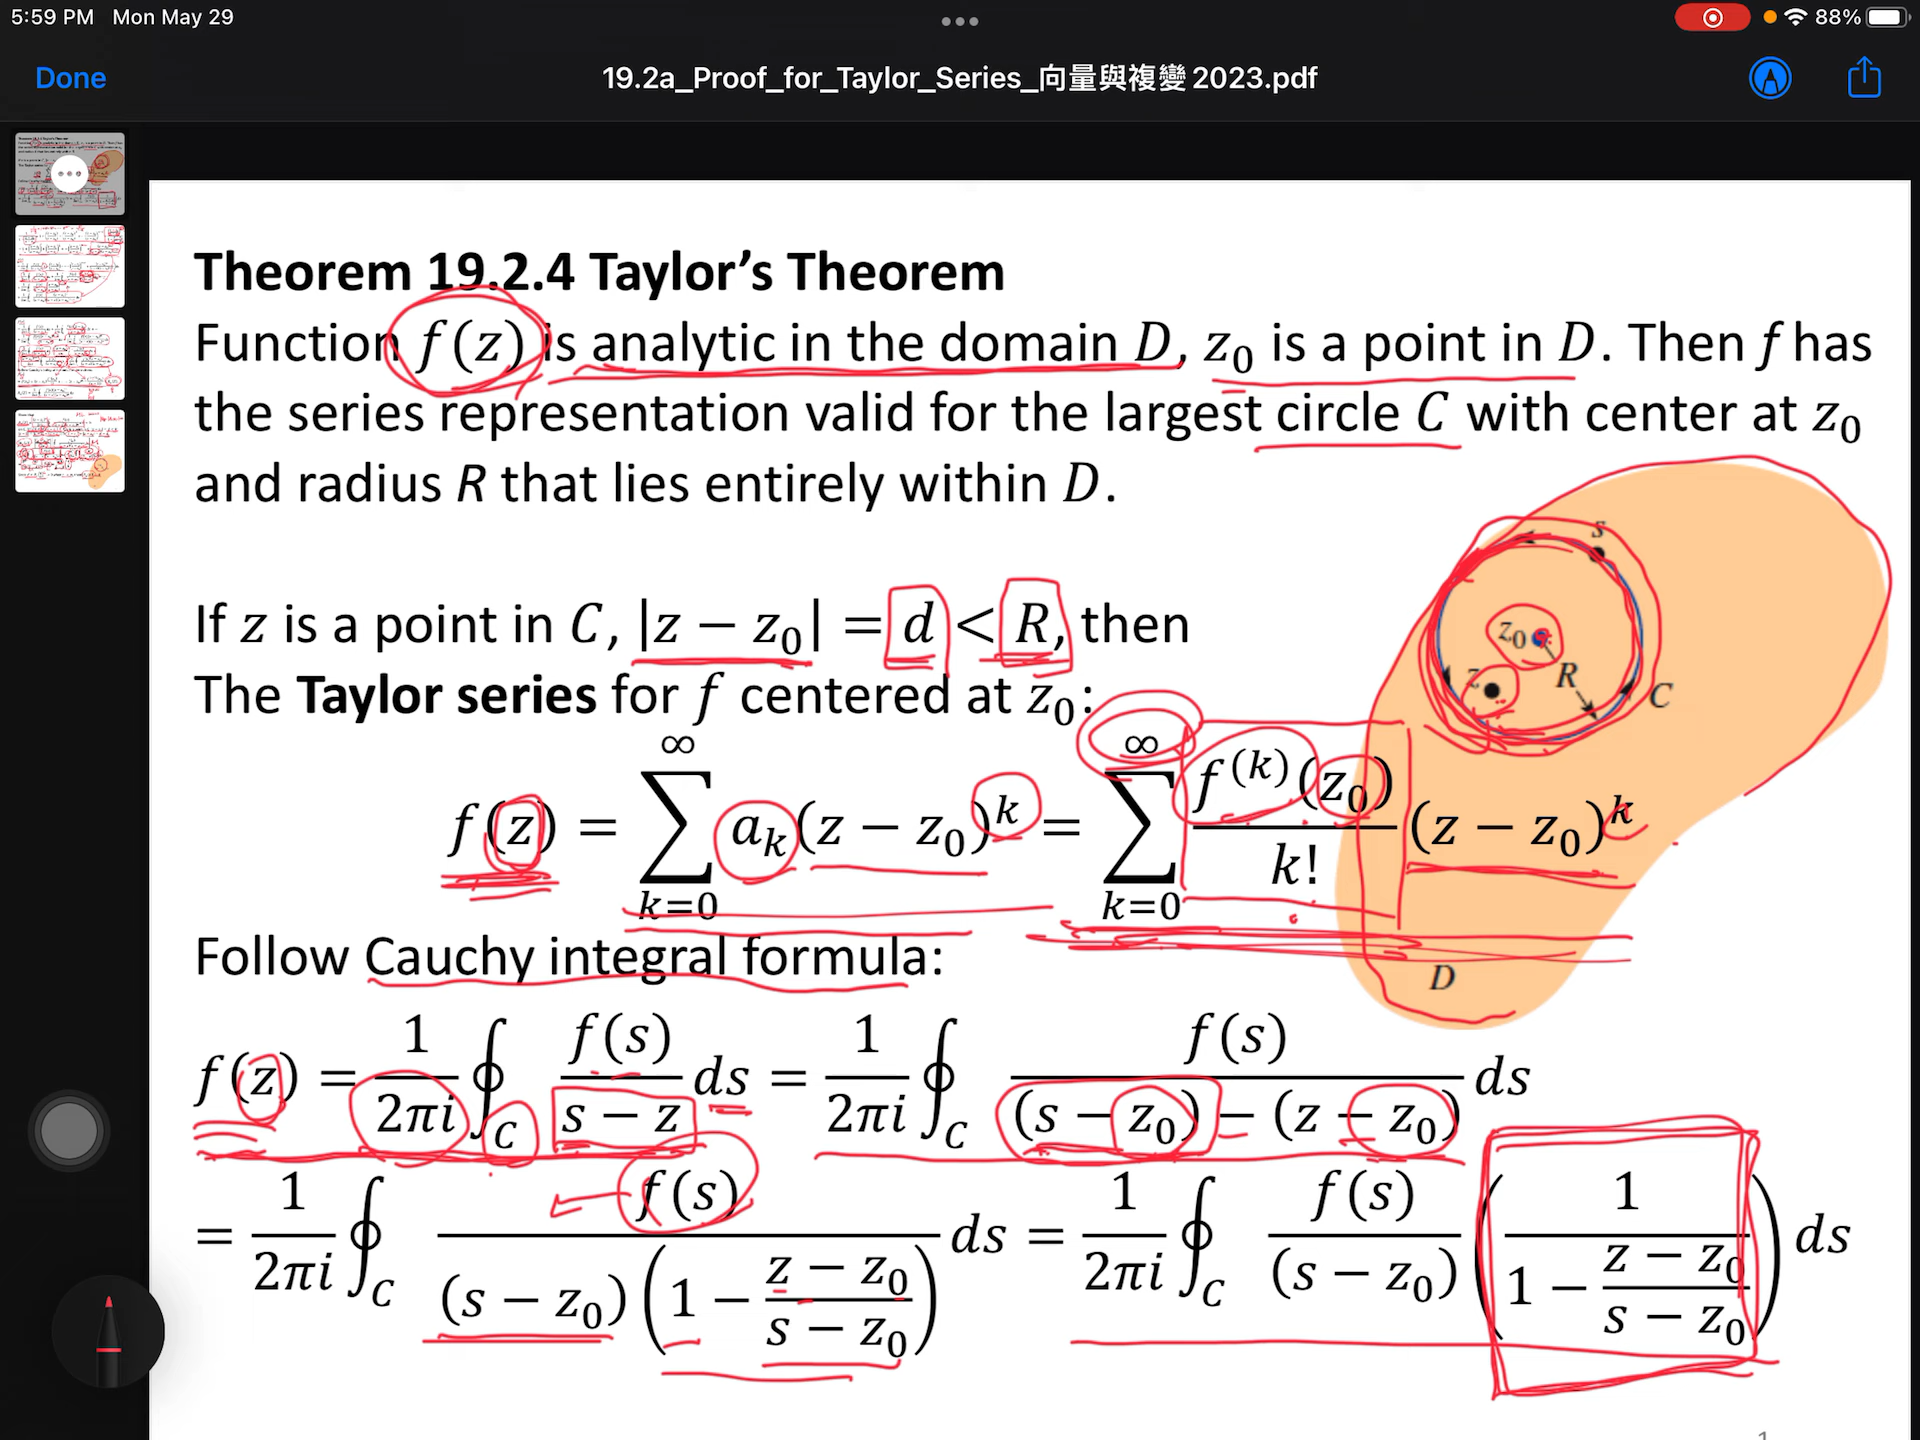 5:59 PM Mon May 29
88%
Done
19.2a_Proof_for_Taylor_Series_向量與複變 2023.pdf
Theorem 19.2.4 Taylor’s Theorem
Function f(z) is analytic in the domain D, z₀ is a point in D. Then f has
the series representation valid for the largest circle C with center at z₀
and radius R that lies entirely within D.
If z is a point in C, |z − z₀| = d < R, then
The Taylor series for f centered at z₀:
f(z) = ∑_{k=0}^{∞} a_k (z − z₀)^k = ∑_{k=0}^{∞} f^{(k)}(z₀)/k! (z − z₀)^k
s
z₀
z
R
C
D
Follow Cauchy integral formula:
f(z) = 1/(2πi) ∮_C f(s)/(s − z) ds = 1/(2πi) ∮_C f(s)/((s − z₀) − (z − z₀)) ds
= 1/(2πi) ∮_C f(s)/((s − z₀)(1 − (z − z₀)/(s − z₀))) ds = 1/(2πi) ∮_C f(s)/(s − z₀) (1/(1 − (z − z₀)/(s − z₀))) ds